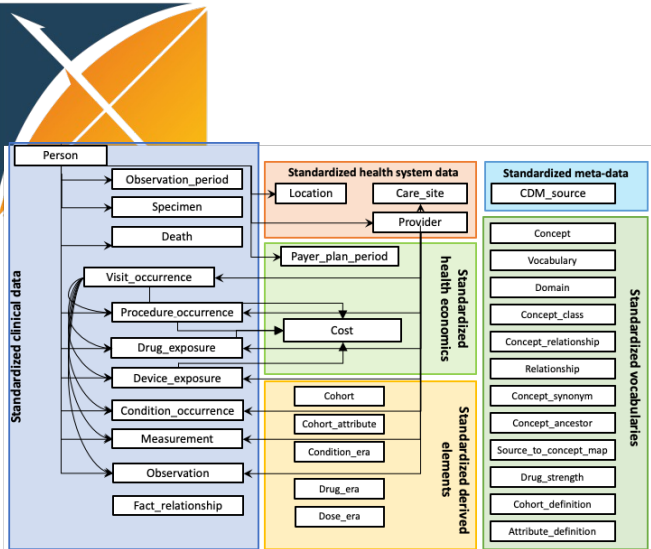 Person
Standardized clinical data
Observation_period
Specimen
Death
Visit_occurrence
Procedure_occurrence
Drug_exposure
Device_exposure
Condition_occurrence
Measurement
Observation
Fact_relationship
Standardized health system data
Location
Care_site
Provider
Payer_plan_period
Cost
Standardized
health economics
Cohort
Cohort_attribute
Condition_era
Drug_era
Dose_era
Standardized derived
elements
Standardized meta-data
CDM_source
Concept
Vocabulary
Domain
Concept_class
Concept_relationship
Relationship
Concept_synonym
Concept_ancestor
Source_to_concept_map
Drug_strength
Cohort_definition
Attribute_definition
Standardized vocabularies